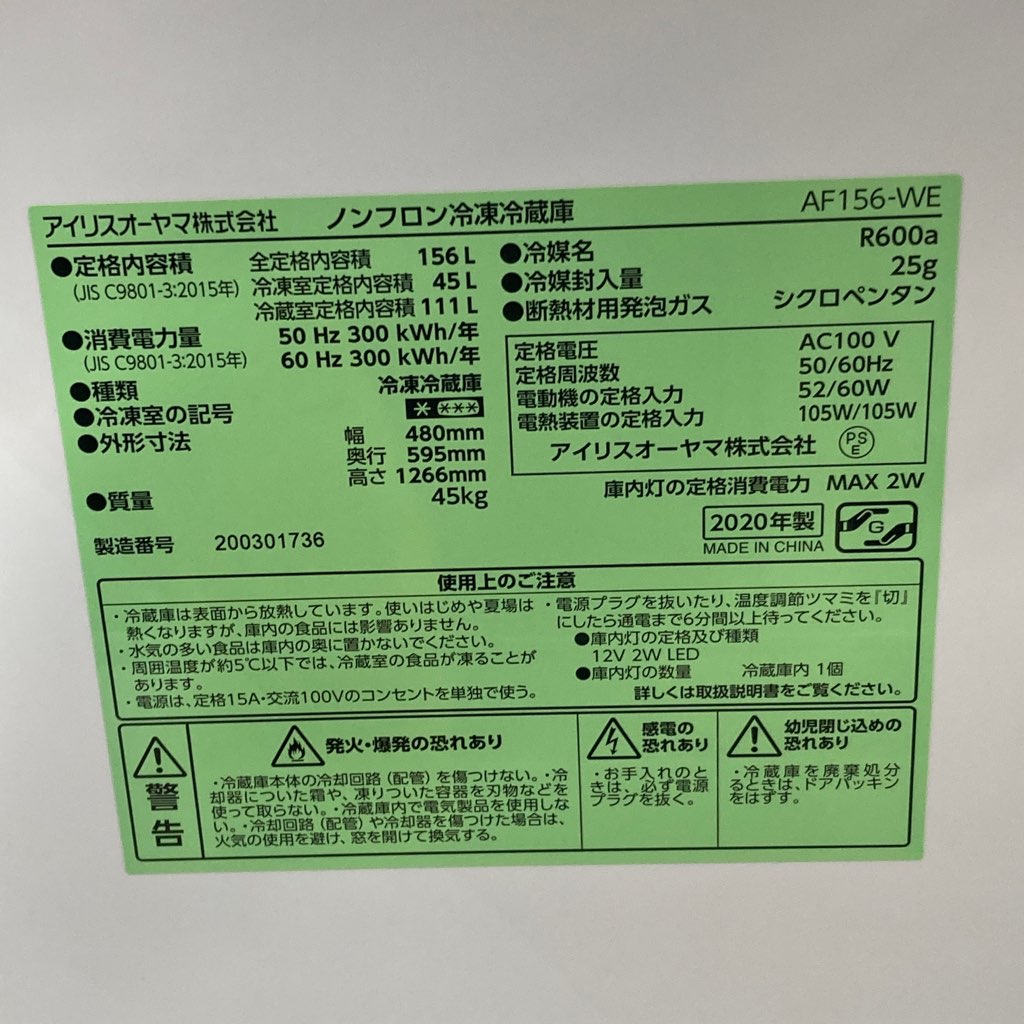 アイリスオーヤマ株式会社 ノンフロン冷凍冷蔵庫 AF156-WE
●定格内容積 全定格内容積 156 L
(JIS C9801-3:2015年) 冷凍室定格内容積 45 L
冷蔵室定格内容積 111 L
●消費電力量 50 Hz 300 kWh/年
(JIS C9801-3:2015年) 60 Hz 300 kWh/年
●種類 冷凍冷蔵庫
●冷凍室の記号 * ***
●外形寸法 幅 480mm
奥行 595mm
高さ 1266mm
●質量 45kg
製造番号 200301736
●冷媒名 R600a
●冷媒封入量 25g
●断熱材用発泡ガス シクロペンタン
定格電圧 AC100 V
定格周波数 50/60Hz
電動機の定格入力 52/60W
電熱装置の定格入力 105W/105W
アイリスオーヤマ株式会社 PSE
庫内灯の定格消費電力 MAX 2W
2020年製 G
MADE IN CHINA
使用上のご注意
・冷蔵庫は表面から放熱しています。使いはじめや夏場は
熱くなりますが、庫内の食品には影響ありません。
・水気の多い食品は庫内の奥に置かないでください。
・周囲温度が約5℃以下では、冷蔵室の食品が凍ることが
あります。
・電源は、定格15A・交流100Vのコンセントを単独で使う。
・電源プラグを抜いたり、温度調節ツマミを『切』
にしたら通電まで6分間以上待ってください。
●庫内灯の定格及び種類
12V 2W LED
●庫内灯の数量 冷蔵庫内 1個
詳しくは取扱説明書をご覧ください。
警告
発火・爆発の恐れあり
・冷蔵庫本体の冷却回路（配管）を傷つけない。・冷
却器についた霜や、凍りついた容器を刃物などを
使って取らない。・冷蔵庫内で電気製品を使用しな
い。・冷却回路（配管）や冷却器を傷つけた場合は、
火気の使用を避け、窓を開けて換気する。
感電の
恐れあり
・お手入れのと
きは、必ず電源
プラグを抜く。
幼児閉じ込めの
恐れあり
・冷蔵庫を廃棄処分
るときは、ドアパッキン
をはずす。